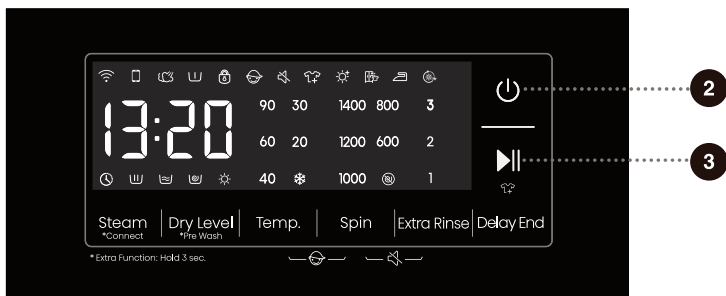 2
90 30 1400 800 3
13:20
60 20 1200 600 2
3
40 1000 1
Steam Dry Level Temp. Spin Extra Rinse Delay End
*Connect *Pre Wash
* Extra Function: Hold 3 sec.